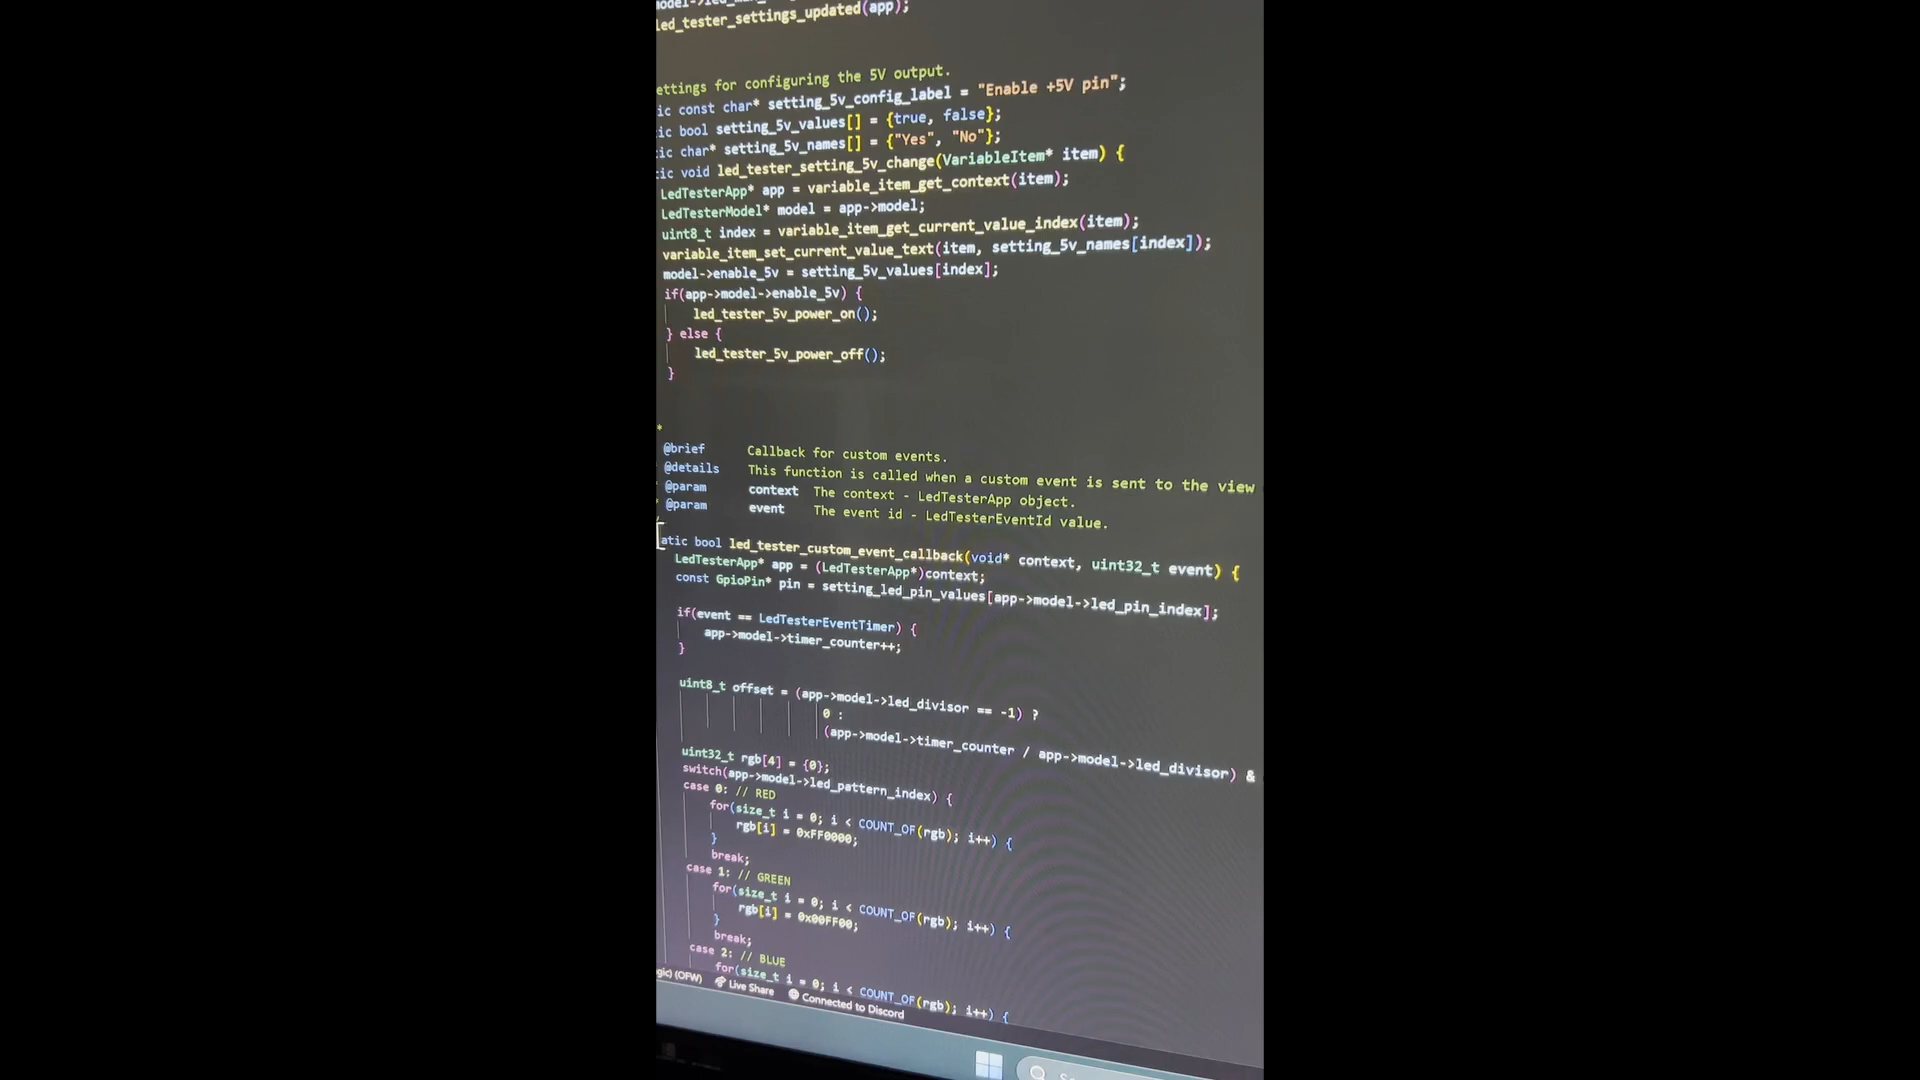 led_tester_settings_updated(app);
ettings for configuring the 5V output.
ic const char* setting_5v_config_label = "Enable +5V pin";
ic bool setting_5v_values[] = {true, false};
ic char* setting_5v_names[] = {"Yes", "No"};
ic void led_tester_setting_5v_change(VariableItem* item) {
LedTesterApp* app = variable_item_get_context(item);
LedTesterModel* model = app->model;
uint8_t index = variable_item_get_current_value_index(item);
variable_item_set_current_value_text(item, setting_5v_names[index]);
model->enable_5v = setting_5v_values[index];
if(app->model->enable_5v) {
led_tester_5v_power_on();
} else {
led_tester_5v_power_off();
}
*
@brief Callback for custom events.
@details This function is called when a custom event is sent to the view
@param context The context - LedTesterApp object.
@param event The event id - LedTesterEventId value.
atic bool led_tester_custom_event_callback(void* context, uint32_t event) {
LedTesterApp* app = (LedTesterApp*)context;
const GpioPin* pin = setting_led_pin_values[app->model->led_pin_index];
if(event == LedTesterEventTimer) {
app->model->timer_counter++;
}
uint8_t offset = (app->model->led_divisor == -1) ?
0 :
(app->model->timer_counter / app->model->led_divisor) &
uint32_t rgb[4] = {0};
switch(app->model->led_pattern_index) {
case 0: // RED
for(size_t i = 0; i < COUNT_OF(rgb); i++) {
rgb[i] = 0xFF0000;
}
break;
case 1: // GREEN
for(size_t i = 0; i < COUNT_OF(rgb); i++) {
rgb[i] = 0x00FF00;
}
break;
case 2: // BLUE
for(size_t i = 0; i < COUNT_OF(rgb); i++) {
gic) (OFW) Live Share Connected to Discord